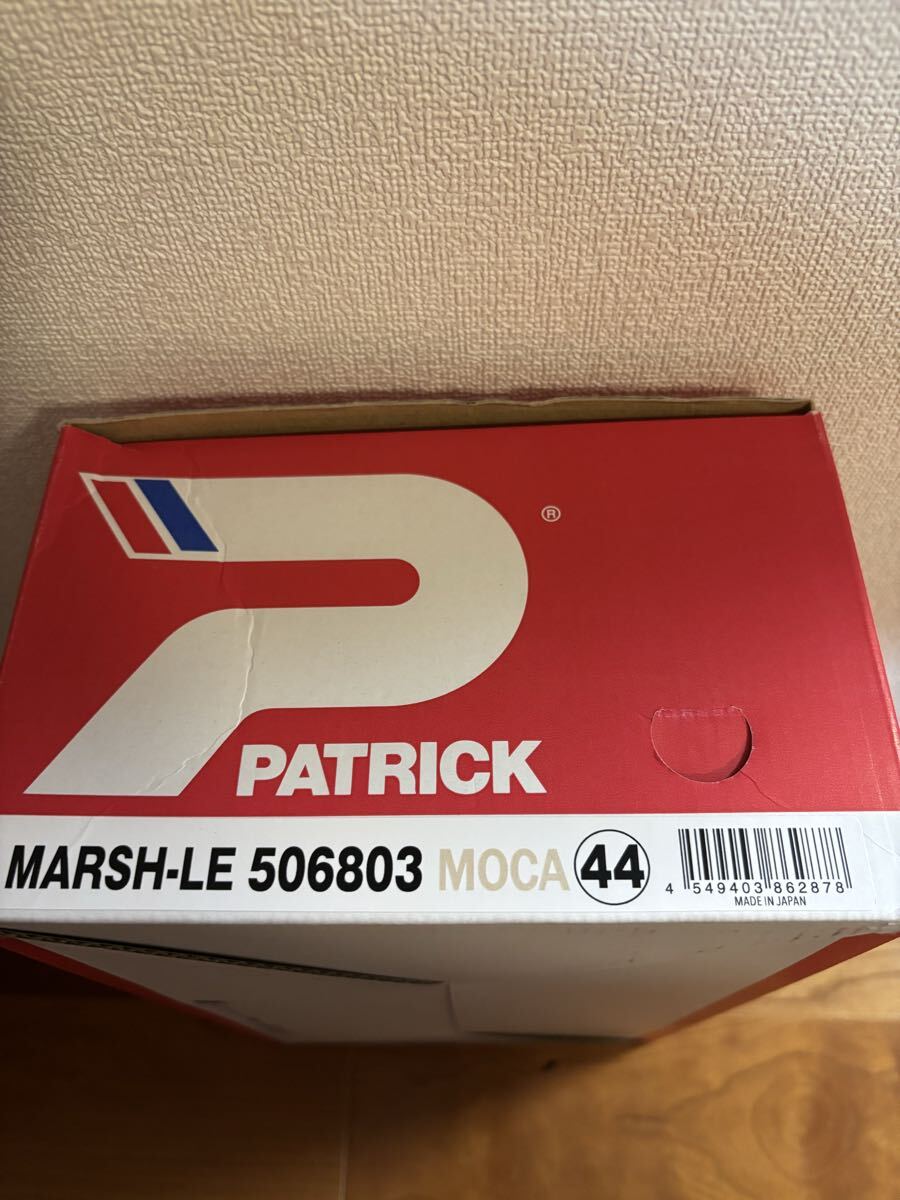 ®
PATRICK
MARSH-LE 506803 MOCA 44
4 549403 862878
MADE IN JAPAN